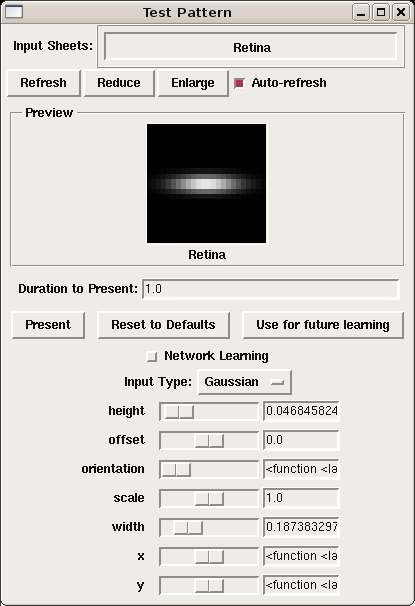 Test Pattern
Input Sheets: Retina
Refresh Reduce Enlarge Auto-refresh
Preview
Retina
Duration to Present: 1.0
Present Reset to Defaults Use for future learning
Network Learning
Input Type: Gaussian
height 0.046845824
offset 0.0
orientation <function <la
scale 1.0
width 0.187383297
x <function <la
y <function <la